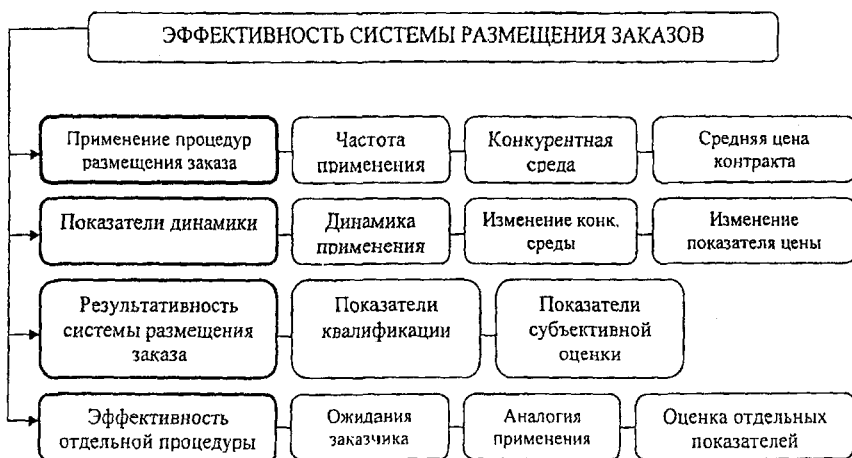 ЭФФЕКТИВНОСТЬ СИСТЕМЫ РАЗМЕЩЕНИЯ ЗАКАЗОВ
Применение процедур
размещения заказа
Частота
применения
Конкурентная
среда
Средняя цена
контракта
Показатели динамики
Динамика
применения
Изменение конк.
среды
Изменение
показателя цены
Результативность
системы размещения
заказа
Показатели
квалификации
Показатели
субъективной
оценки
Эффективность
отдельной процедуры
Ожидания
заказчика
Аналогия
применения
Оценка отдельных
показателей